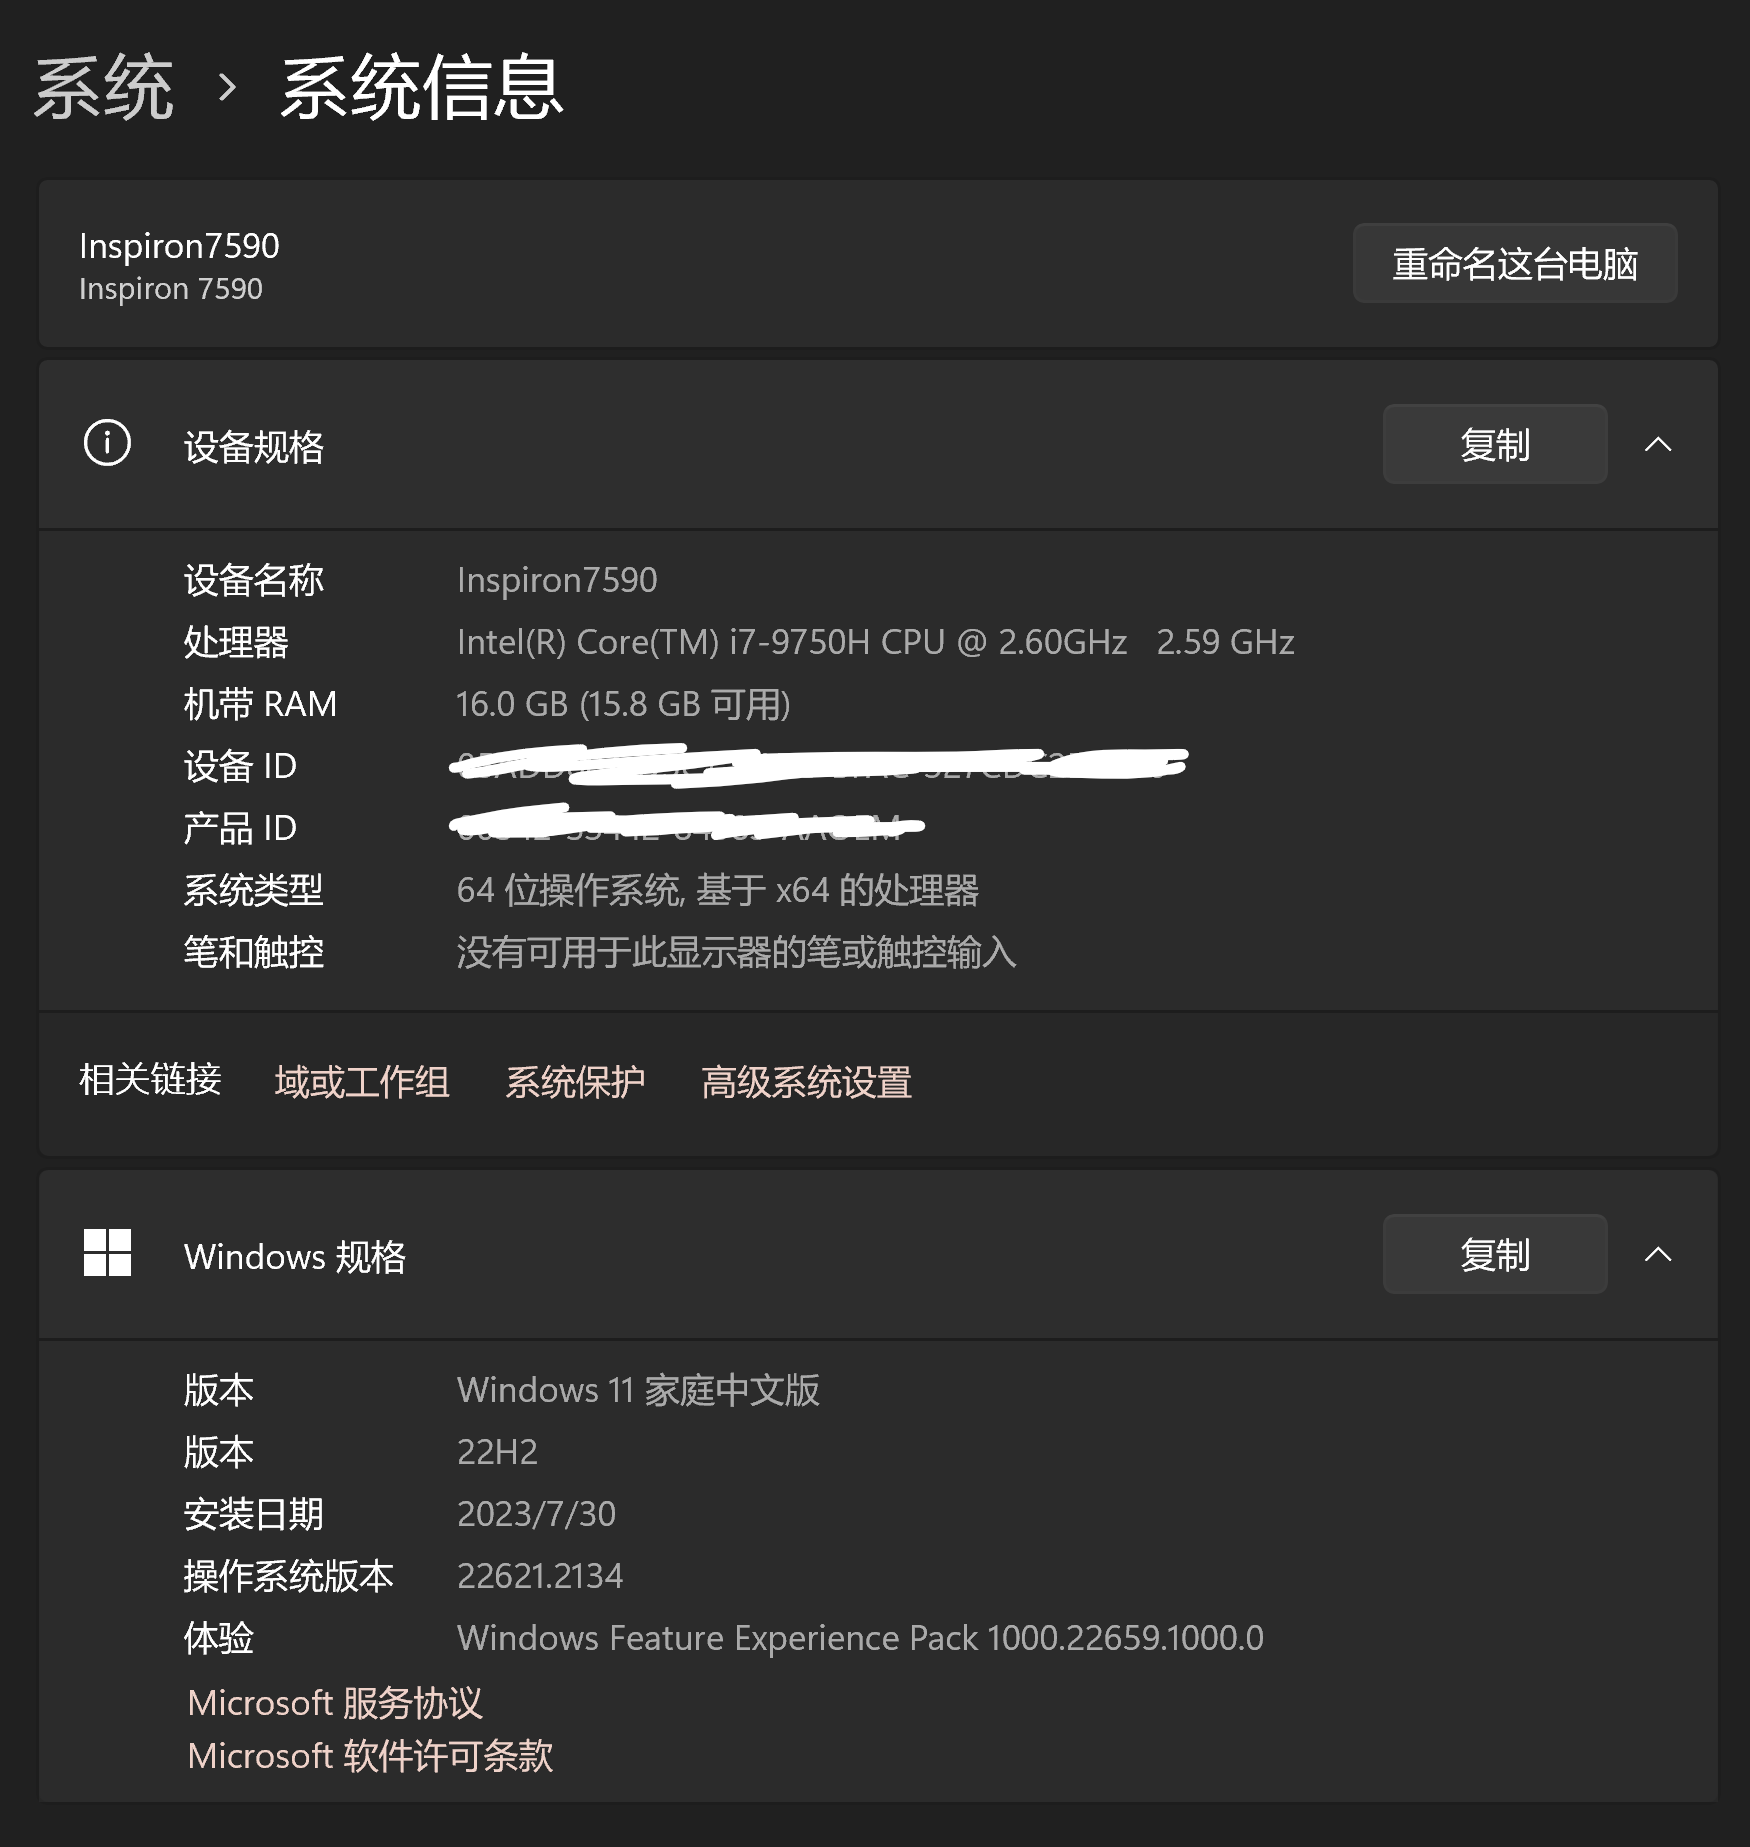 系统 › 系统信息
Inspiron7590
Inspiron 7590
重命名这台电脑
设备规格
复制
设备名称 Inspiron7590
处理器 Intel(R) Core(TM) i7-9750H CPU @ 2.60GHz 2.59 GHz
机带 RAM 16.0 GB (15.8 GB 可用)
设备 ID
产品 ID
系统类型 64 位操作系统, 基于 x64 的处理器
笔和触控 没有可用于此显示器的笔或触控输入
相关链接 域或工作组 系统保护 高级系统设置
Windows 规格
复制
版本 Windows 11 家庭中文版
版本 22H2
安装日期 2023/7/30
操作系统版本 22621.2134
体验 Windows Feature Experience Pack 1000.22659.1000.0
Microsoft 服务协议
Microsoft 软件许可条款